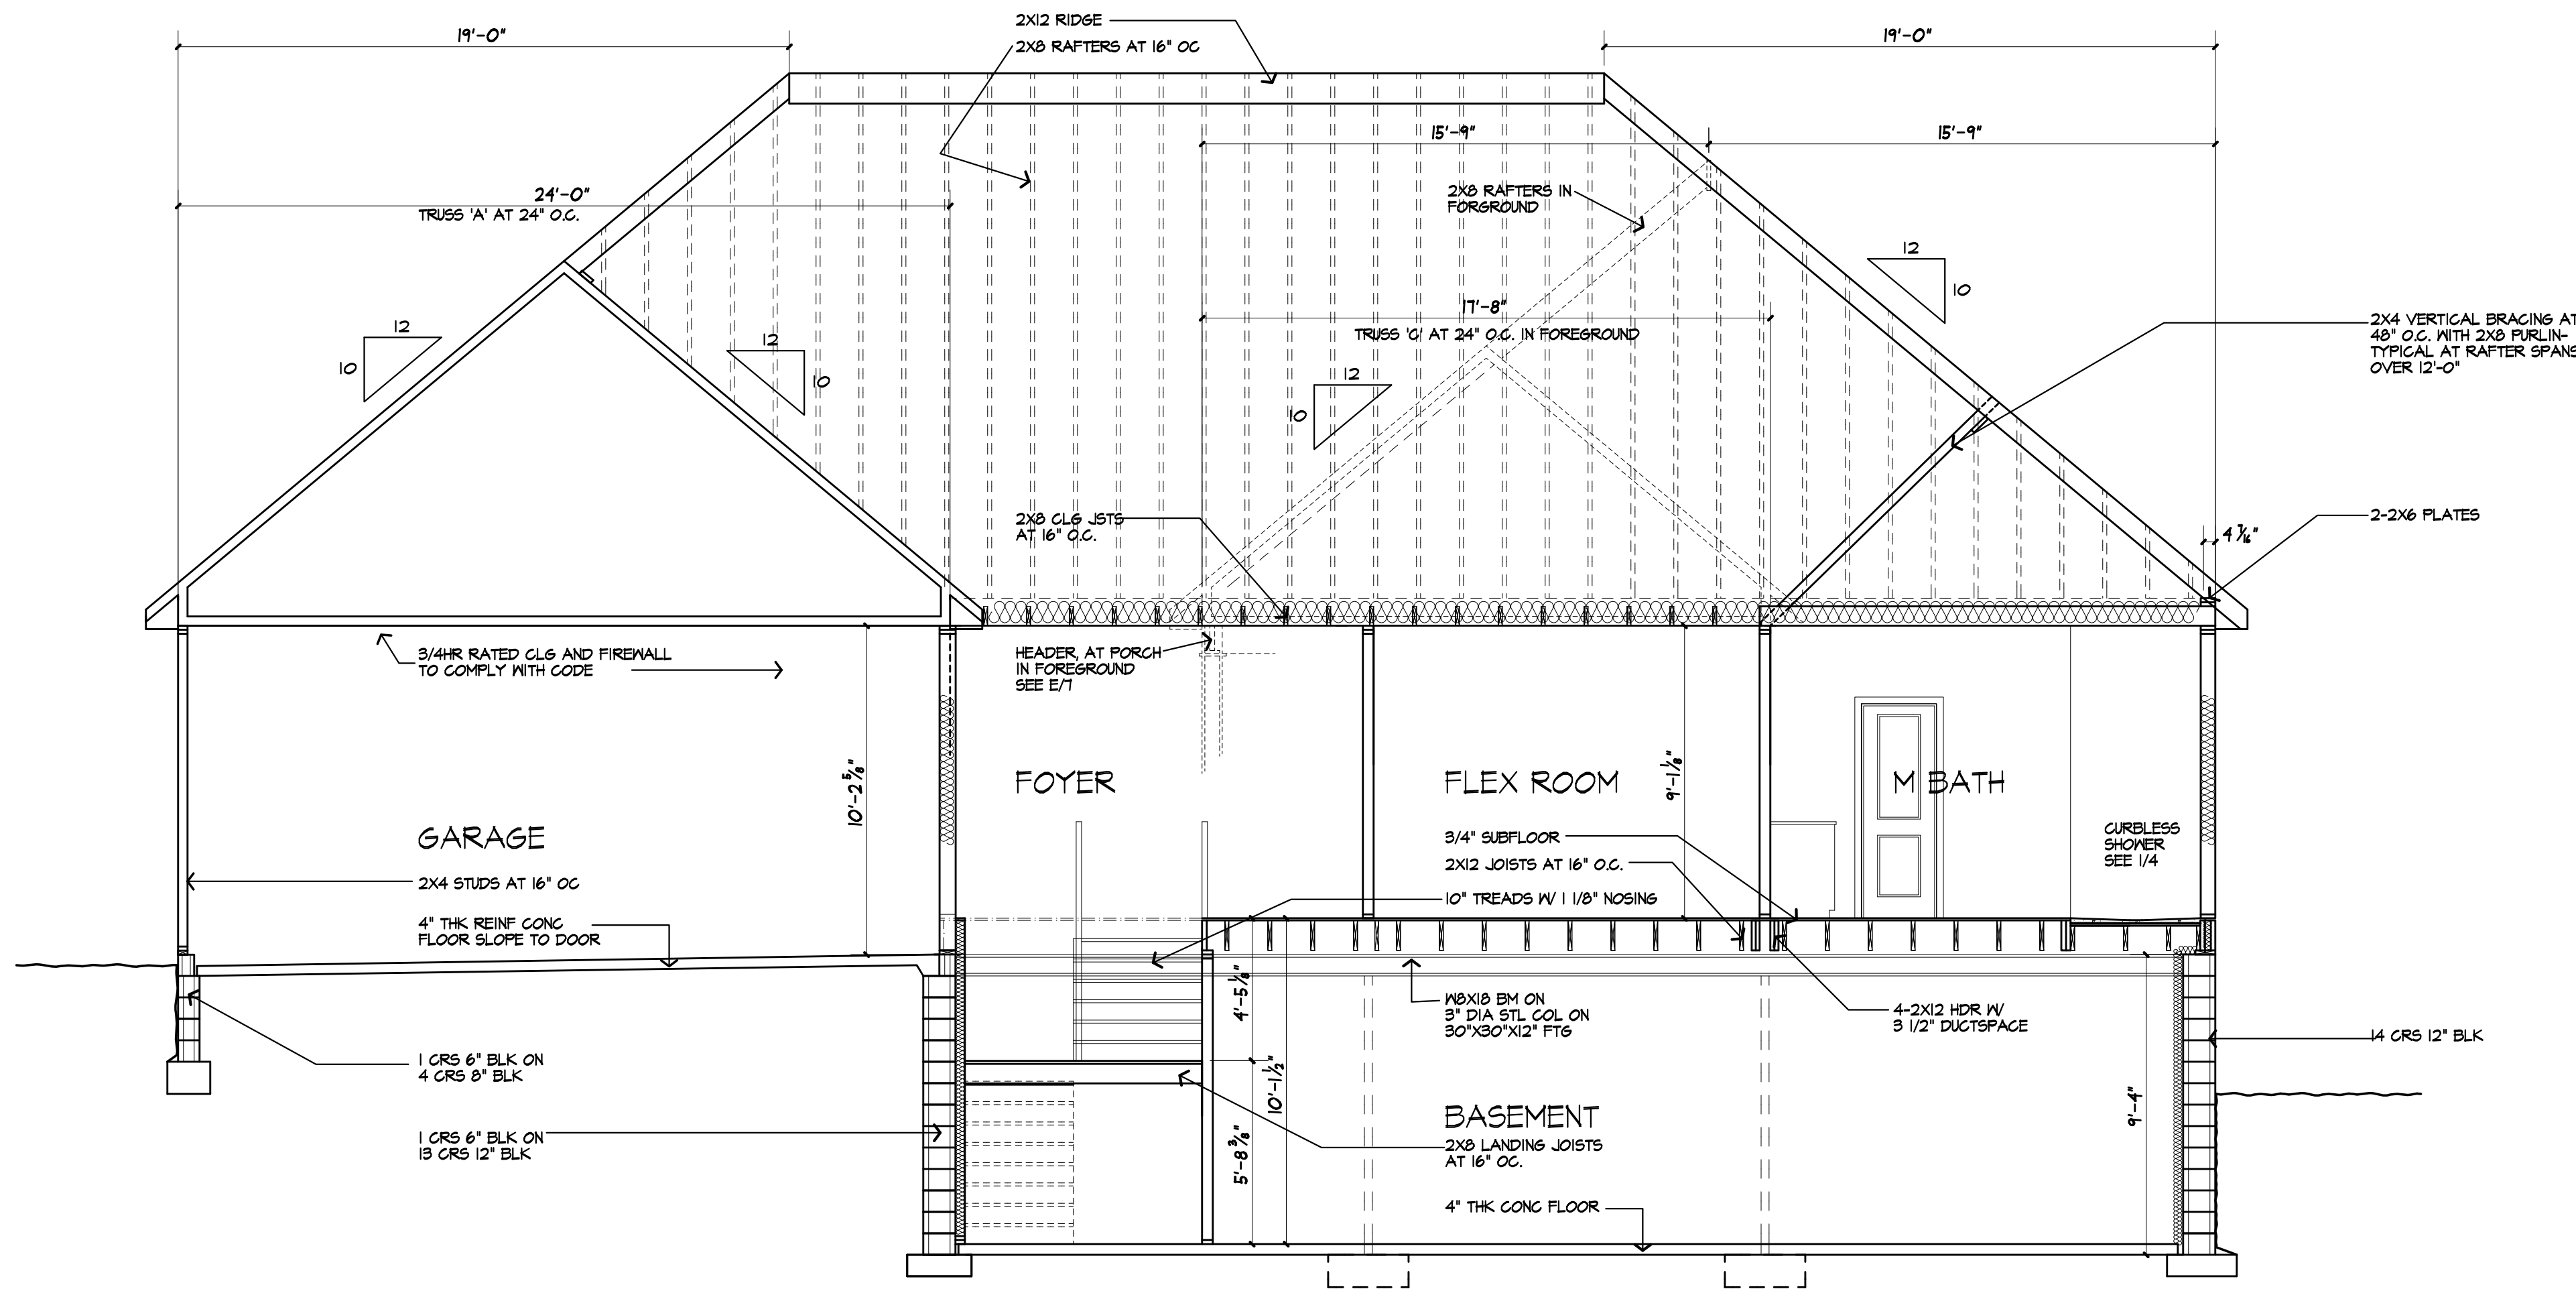 2X12 RIDGE
2X8 RAFTERS AT 16" OC
19'-0"
19'-0"
15'-9"
15'-9"
24'-0"
TRUSS 'A' AT 24" O.C.
2X8 RAFTERS IN
FORGROUND
12
10
17'-8"
TRUSS 'C' AT 24" O.C. IN FOREGROUND
12
10
12
10
12
10
2X4 VERTICAL BRACING AT
48" O.C. WITH 2X8 PURLIN-
TYPICAL AT RAFTER SPANS
OVER 12'-0"
2X8 CLG JSTS
AT 16" O.C.
2-2X6 PLATES
4 7/16"
3/4HR RATED CLG AND FIREWALL
TO COMPLY WITH CODE
HEADER, AT PORCH
IN FOREGROUND
SEE E/7
10'-2 5/8"
9'-1 1/8"
FOYER
FLEX ROOM
M BATH
GARAGE
CURBLESS
SHOWER
SEE 1/4
3/4" SUBFLOOR
2X12 JOISTS AT 16" O.C.
2X4 STUDS AT 16" OC
10" TREADS W/ 1 1/8" NOSING
4" THK REINF CONC
FLOOR SLOPE TO DOOR
4'-5 1/8"
W8X18 BM ON
3" DIA STL COL ON
30"X30"X12" FTG
4-2X12 HDR W/
3 1/2" DUCTSPACE
14 CRS 12" BLK
1 CRS 6" BLK ON
4 CRS 8" BLK
10'-1 1/2"
9'-4"
BASEMENT
1 CRS 6" BLK ON
13 CRS 12" BLK
5'-8 3/8"
2X8 LANDING JOISTS
AT 16" OC.
4" THK CONC FLOOR